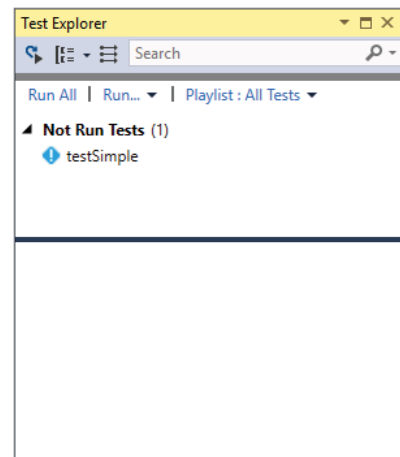 Test Explorer
Search
Run All | Run... | Playlist : All Tests
Not Run Tests (1)
testSimple